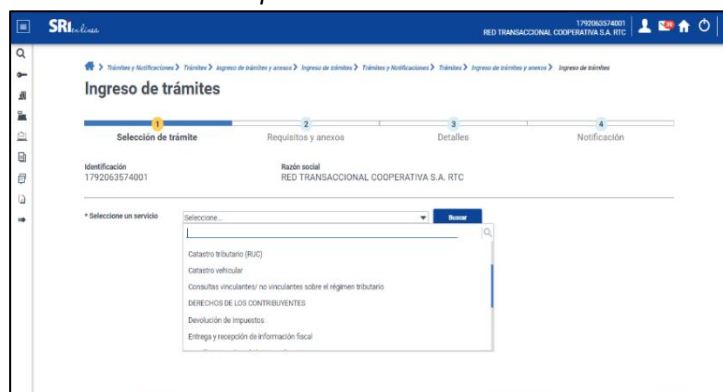 SRi en línea
1792063574001
RED TRANSACCIONAL COOPERATIVA S.A. RTC
Trámites y Notificaciones > Trámites > Ingreso de trámites y anexos > Ingreso de trámites > Trámites y Notificaciones > Trámites > Ingreso de trámites y anexos > Ingreso de trámites
Ingreso de trámites
1 2 3 4
Selección de trámite Requisitos y anexos Detalles Notificación
Identificación Razón social
1792063574001 RED TRANSACCIONAL COOPERATIVA S.A. RTC
* Seleccione un servicio Seleccione... Buscar
Catastro tributario (RUC)
Catastro vehicular
Consultas vinculantes/ no vinculantes sobre el régimen tributario
DERECHOS DE LOS CONTRIBUYENTES
Devolución de impuestos
Entrega y recepción de información fiscal